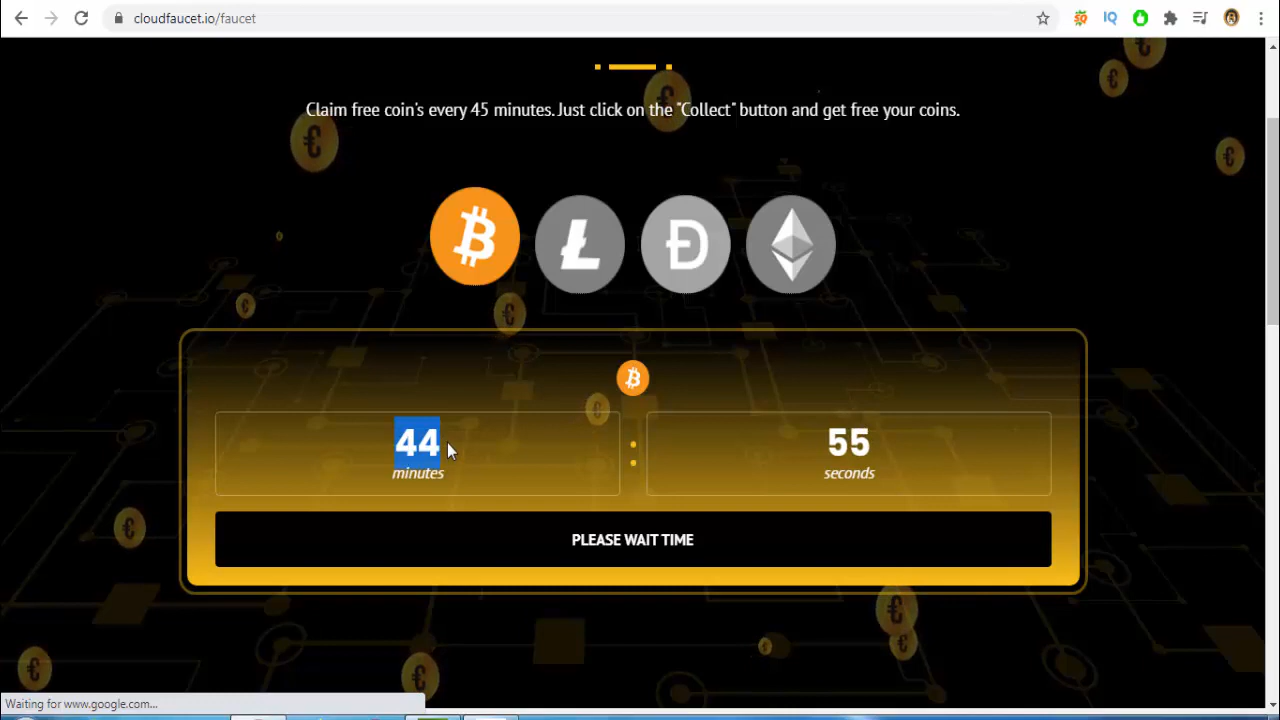 cloudfaucet.io/faucet
Claim free coin's every 45 minutes.Just click on the "Collect" button and get free your coins.
44
minutes
:
55
seconds
PLEASE WAIT TIME
Waiting for www.google.com...